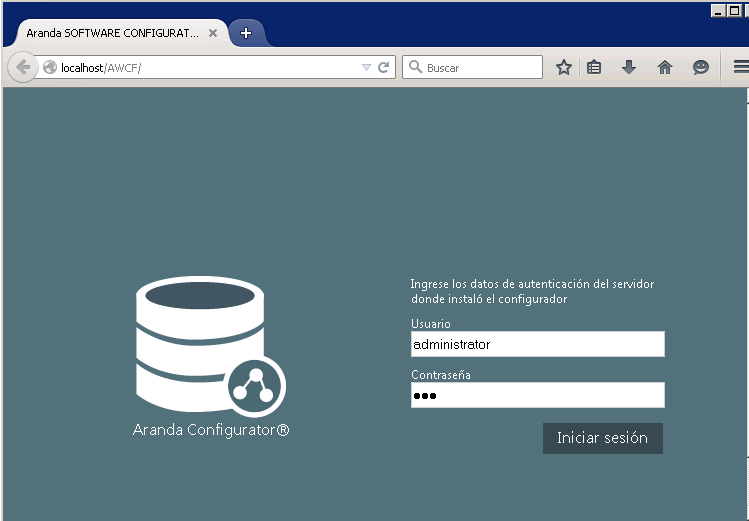 Aranda SOFTWARE CONFIGURAT...
localhost/AWCF/
Buscar
Ingrese los datos de autenticación del servidor
donde instaló el configurador
Usuario
administrator
Contraseña
●●●
Iniciar sesión
Aranda Configurator®